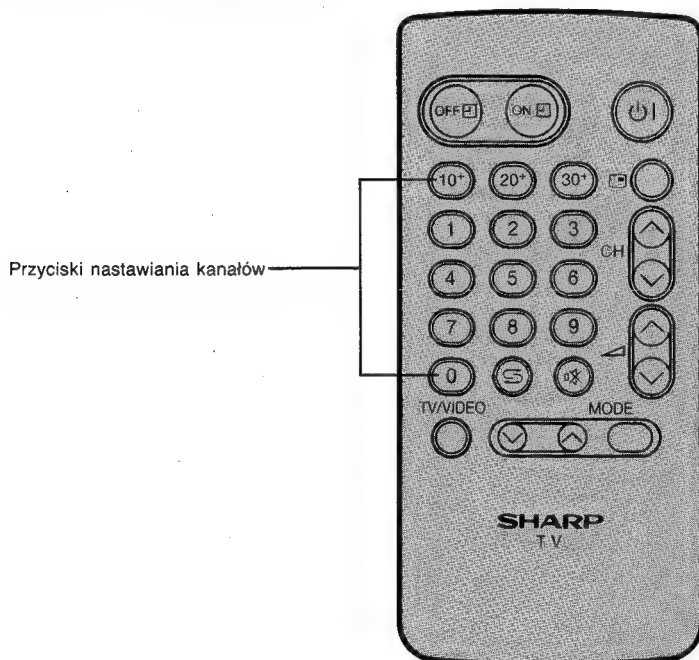 OFF ON
10+ 20+ 30+
1 2 3
CH
4 5 6
Przyciski nastawiania kanałów
7 8 9
0
TV/VIDEO MODE
SHARP
TV